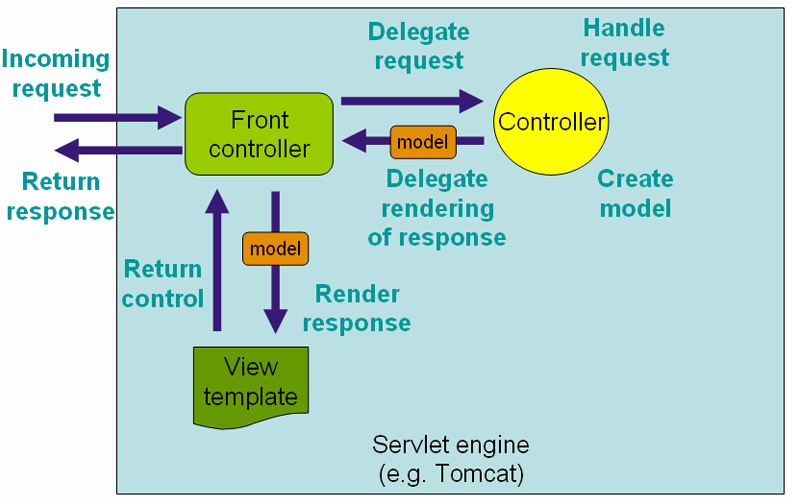 Incoming
request
Return
response
Front
controller
Delegate
request
Handle
request
Controller
model
Delegate
rendering
of response
Create
model
model
Return
control
Render
response
View
template
Servlet engine
(e.g. Tomcat)